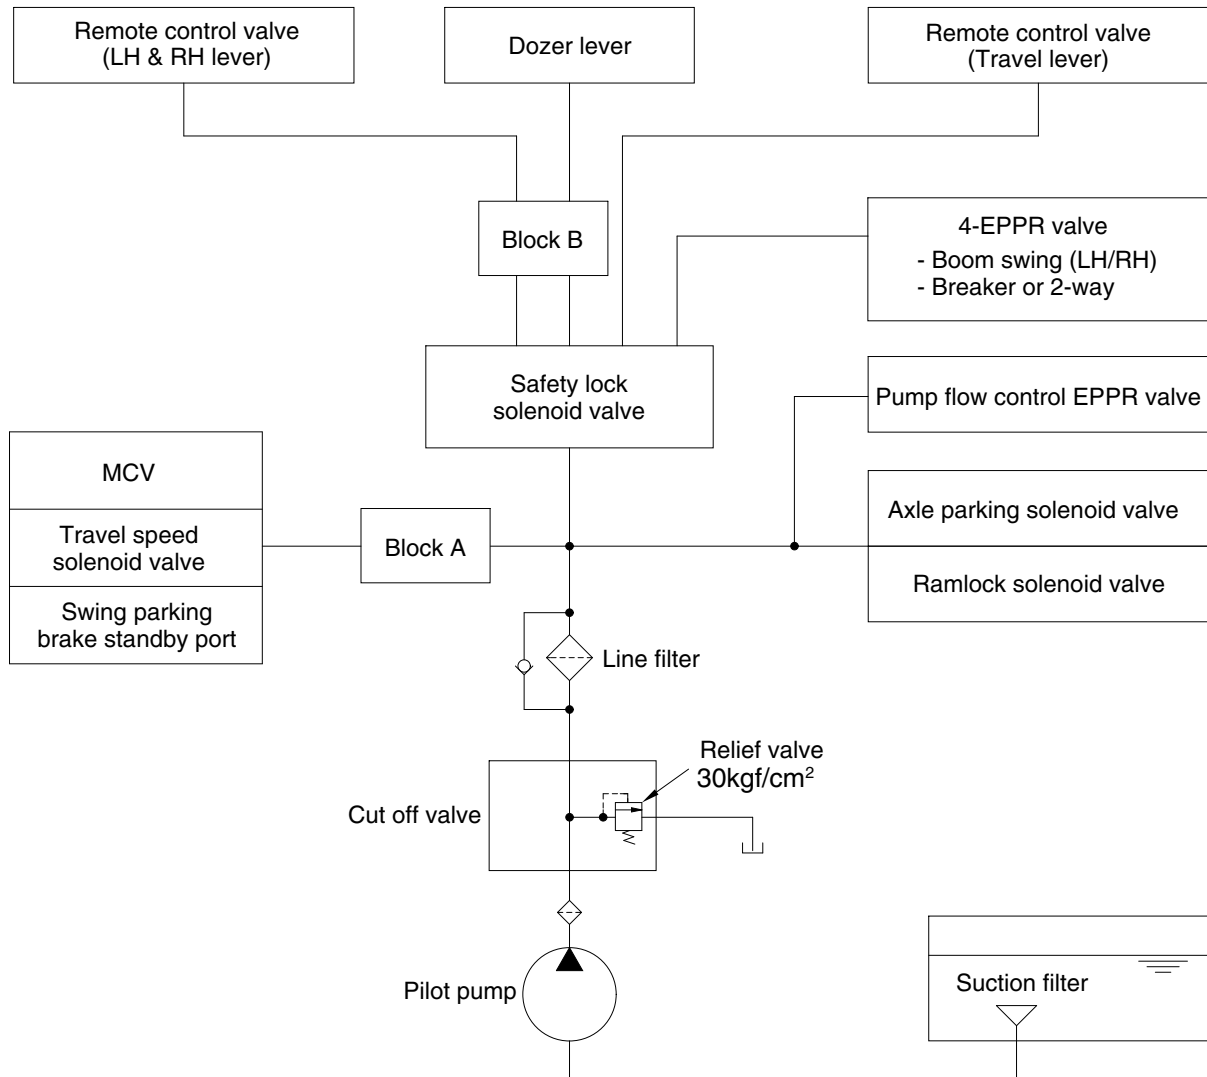 Remote control valve
(LH & RH lever)
Dozer lever
Remote control valve
(Travel lever)
Block B
4-EPPR valve
- Boom swing (LH/RH)
- Breaker or 2-way
Safety lock
solenoid valve
Pump flow control EPPR valve
MCV
Travel speed
solenoid valve
Swing parking
brake standby port
Block A
Axle parking solenoid valve
Ramlock solenoid valve
Line filter
Relief valve
30kgf/cm²
Cut off valve
Pilot pump
Suction filter